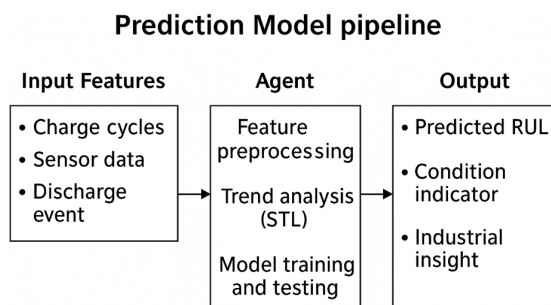 Prediction Model pipeline
Input Features
• Charge cycles
• Sensor data
• Discharge
event
Agent
Feature
preprocessing
Trend analysis
(STL)
Model training
and testing
Output
• Predicted RUL
• Condition
indicator
• Industrial
insight